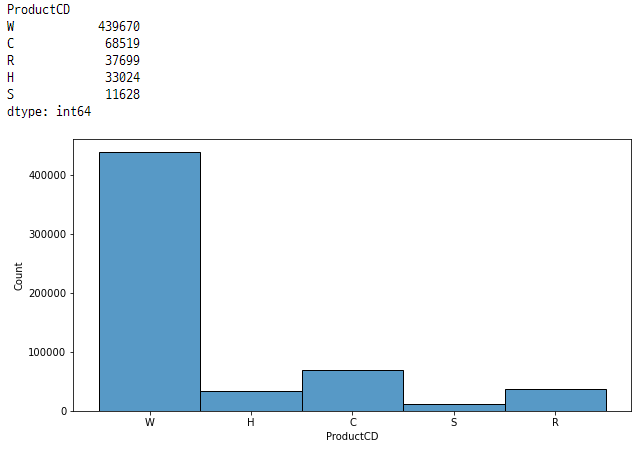 ProductCD
W 439670
C 68519
R 37699
H 33024
S 11628
dtype: int64
400000
300000
200000
100000
0
Count
W H C S R
ProductCD